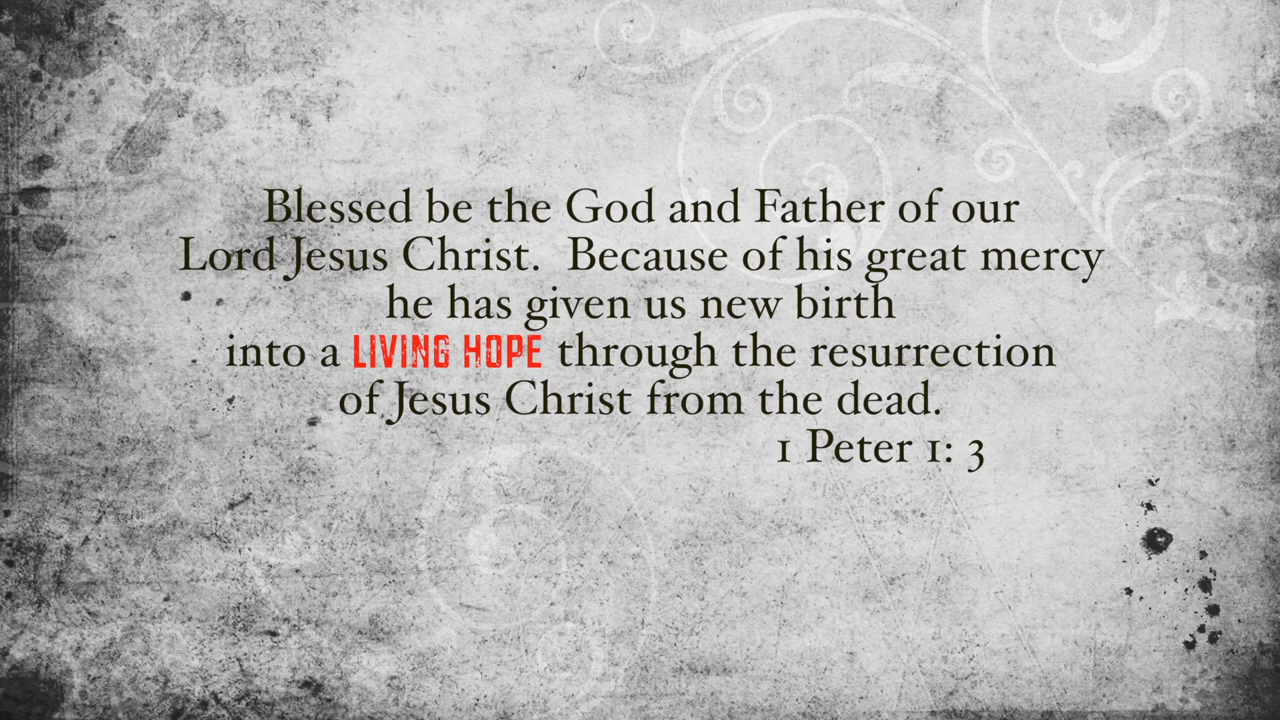 Blessed be the God and Father of our
Lord Jesus Christ.  Because of his great mercy
he has given us new birth
into a LIVING HOPE through the resurrection
of Jesus Christ from the dead.
1 Peter 1: 3